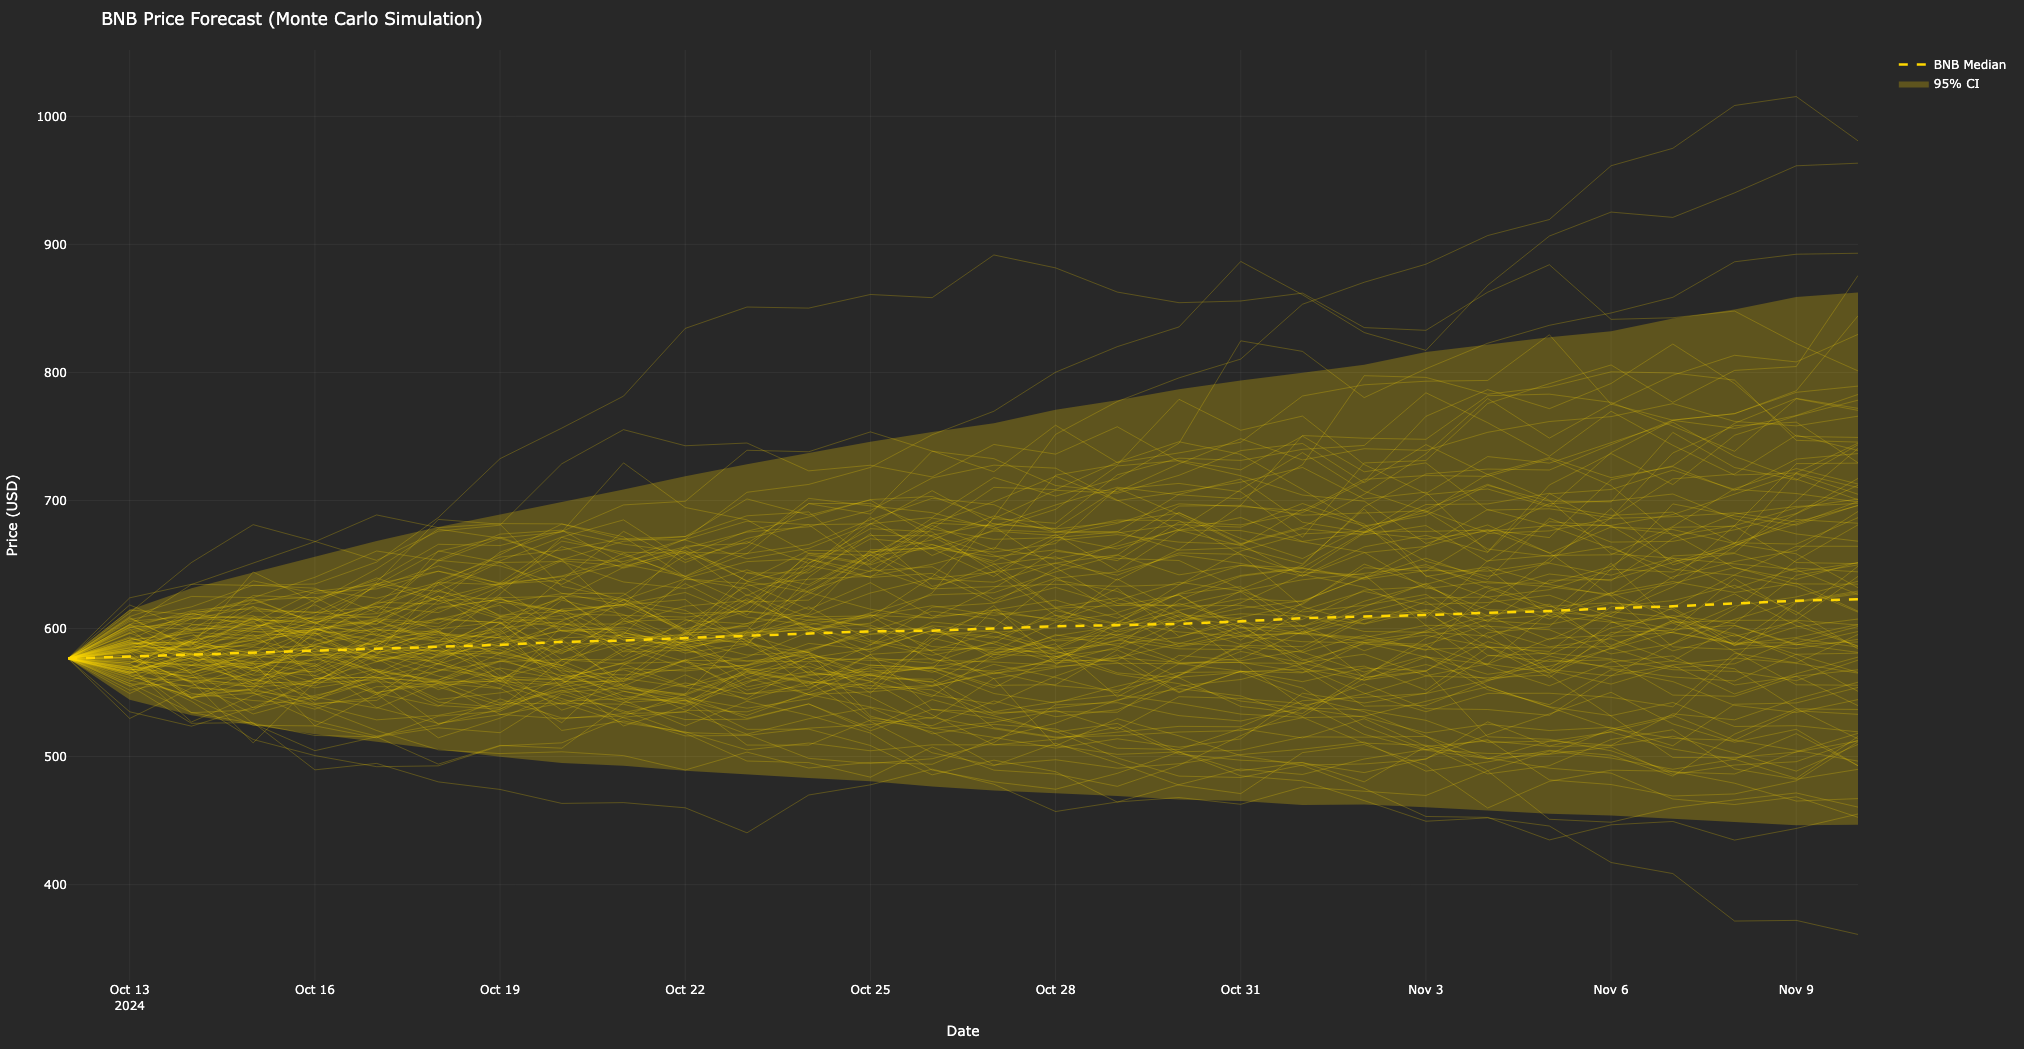 BNB Price Forecast (Monte Carlo Simulation)
BNB Median
95% CI
1000
900
800
700
600
500
400
Price (USD)
Oct 13
2024
Oct 16
Oct 19
Oct 22
Oct 25
Oct 28
Oct 31
Nov 3
Nov 6
Nov 9
Date